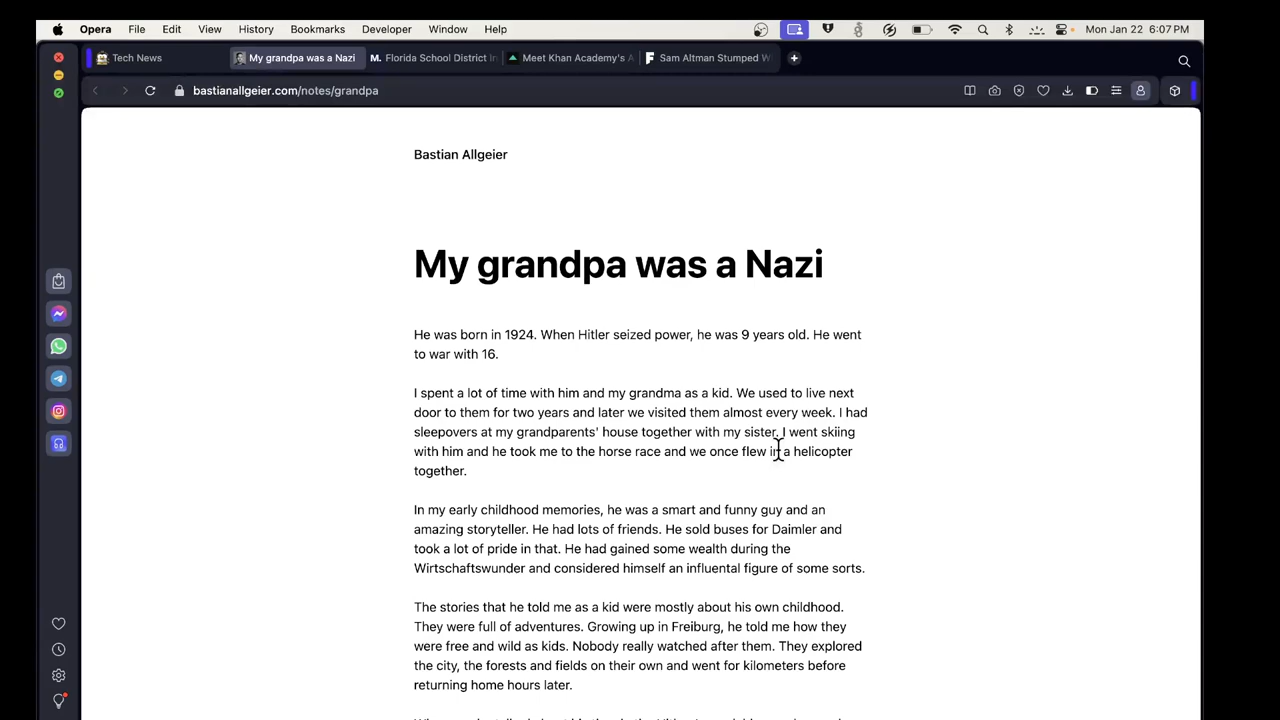 Opera File Edit View History Bookmarks Developer Window Help Mon Jan 22 6:07 PM
Tech News My grandpa was a Nazi M. Florida School District In Meet Khan Academy's A Sam Altman Stumped W
bastianallgeier.com/notes/grandpa
Bastian Allgeier
My grandpa was a Nazi
He was born in 1924. When Hitler seized power, he was 9 years old. He went
to war with 16.
I spent a lot of time with him and my grandma as a kid. We used to live next
door to them for two years and later we visited them almost every week. I had
sleepovers at my grandparents' house together with my sister. I went skiing
with him and he took me to the horse race and we once flew in a helicopter
together.
In my early childhood memories, he was a smart and funny guy and an
amazing storyteller. He had lots of friends. He sold buses for Daimler and
took a lot of pride in that. He had gained some wealth during the
Wirtschaftswunder and considered himself an influental figure of some sorts.
The stories that he told me as a kid were mostly about his own childhood.
They were full of adventures. Growing up in Freiburg, he told me how they
were free and wild as kids. Nobody really watched after them. They explored
the city, the forests and fields on their own and went for kilometers before
returning home hours later.